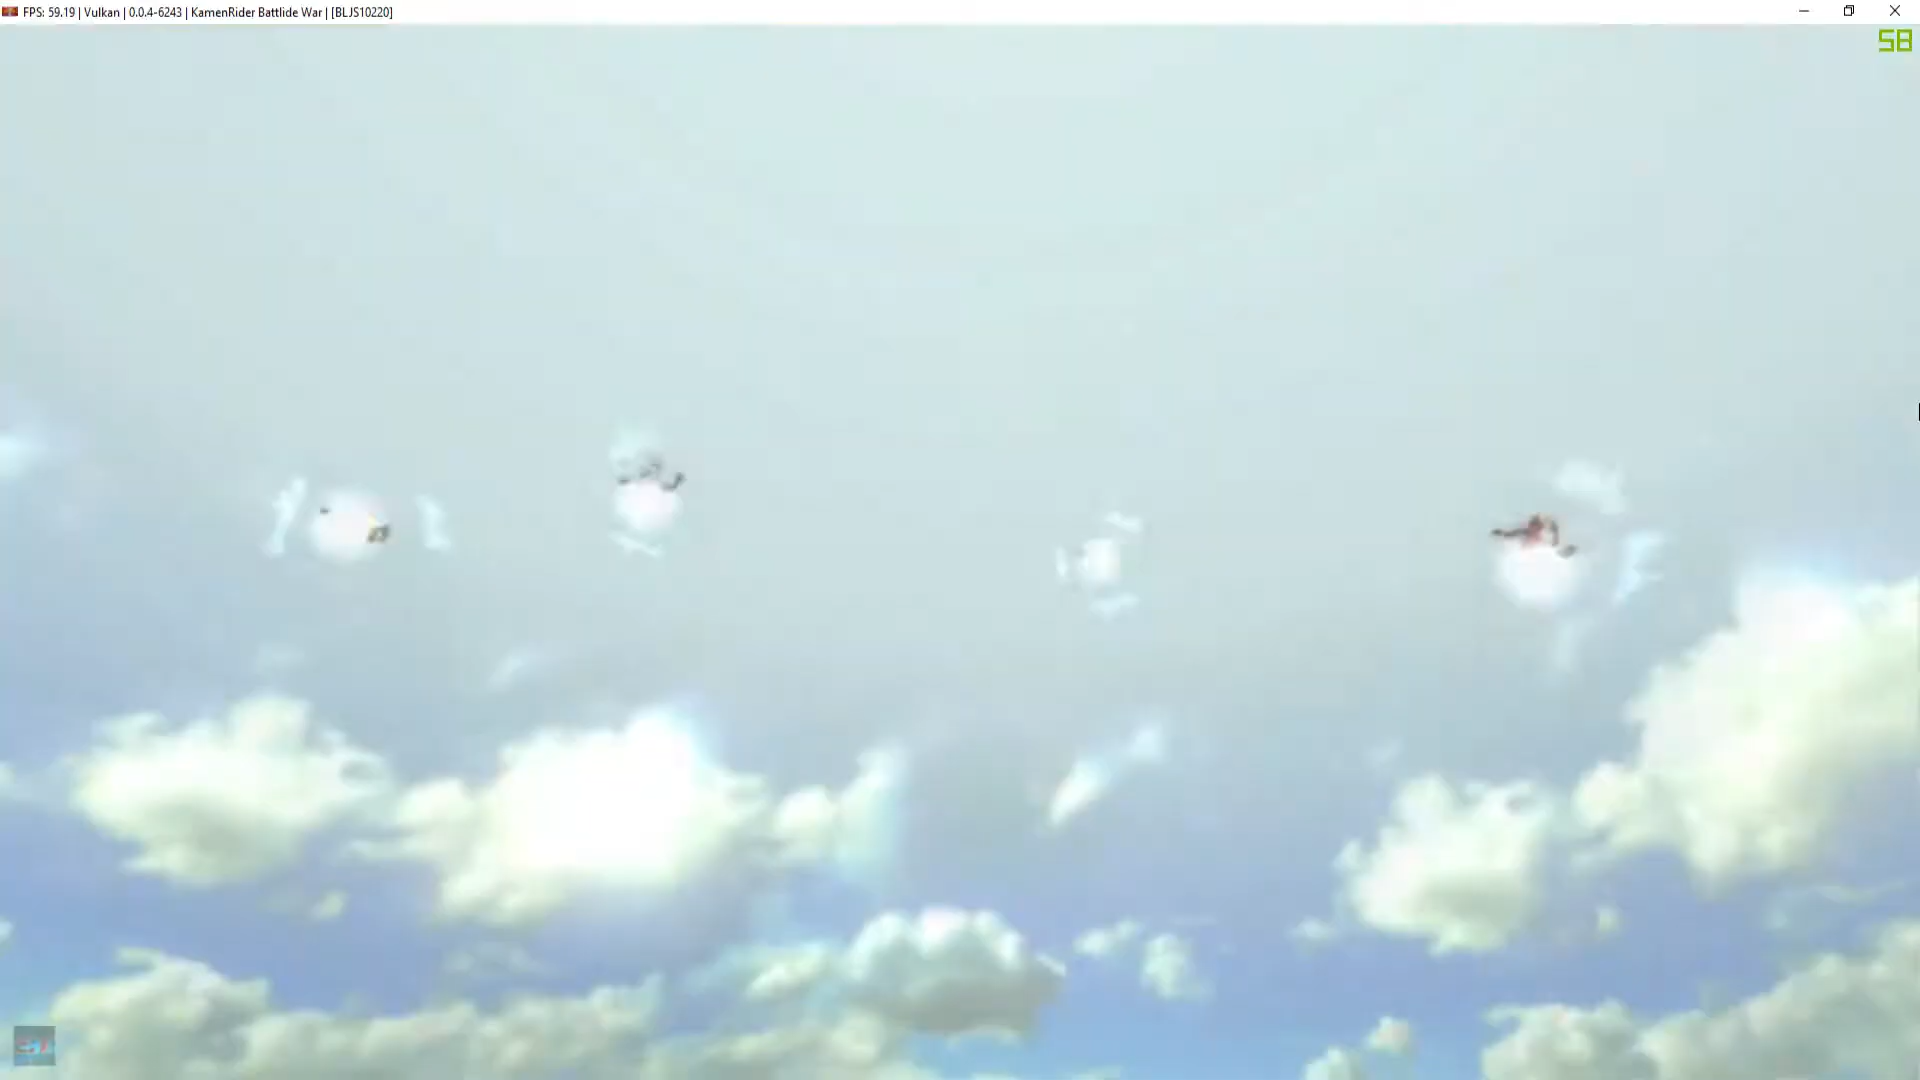 FPS: 59.19 | Vulkan | 0.0.4-6243 | KamenRider Battlide War | [BLJS10220]
58